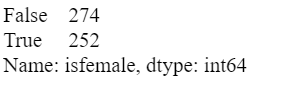 False    274
True     252
Name: isfemale, dtype: int64